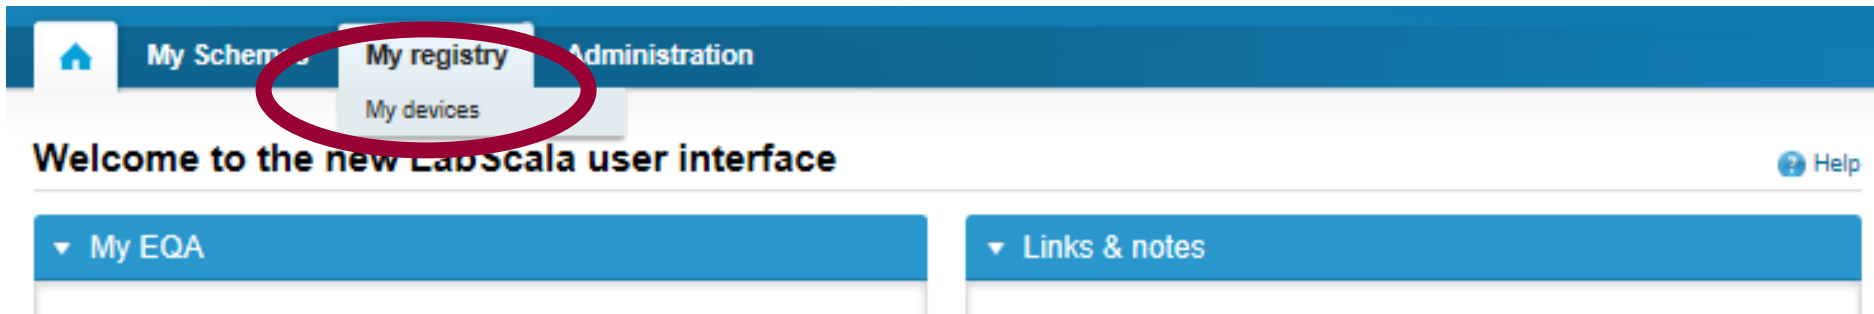 My Schemes My registry Administration
My devices
Welcome to the new LabScala user interface
Help
My EQA
Links & notes